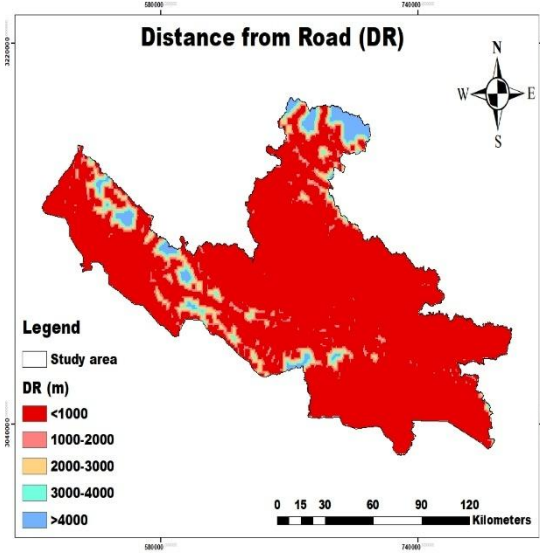 580000 740000
Distance from Road (DR)
3220000
N
W E
S
Legend
Study area
DR (m)
<1000
1000-2000
2000-3000
3000-4000
>4000
3040000
0 15 30 60 90 120
Kilometers
580000 740000